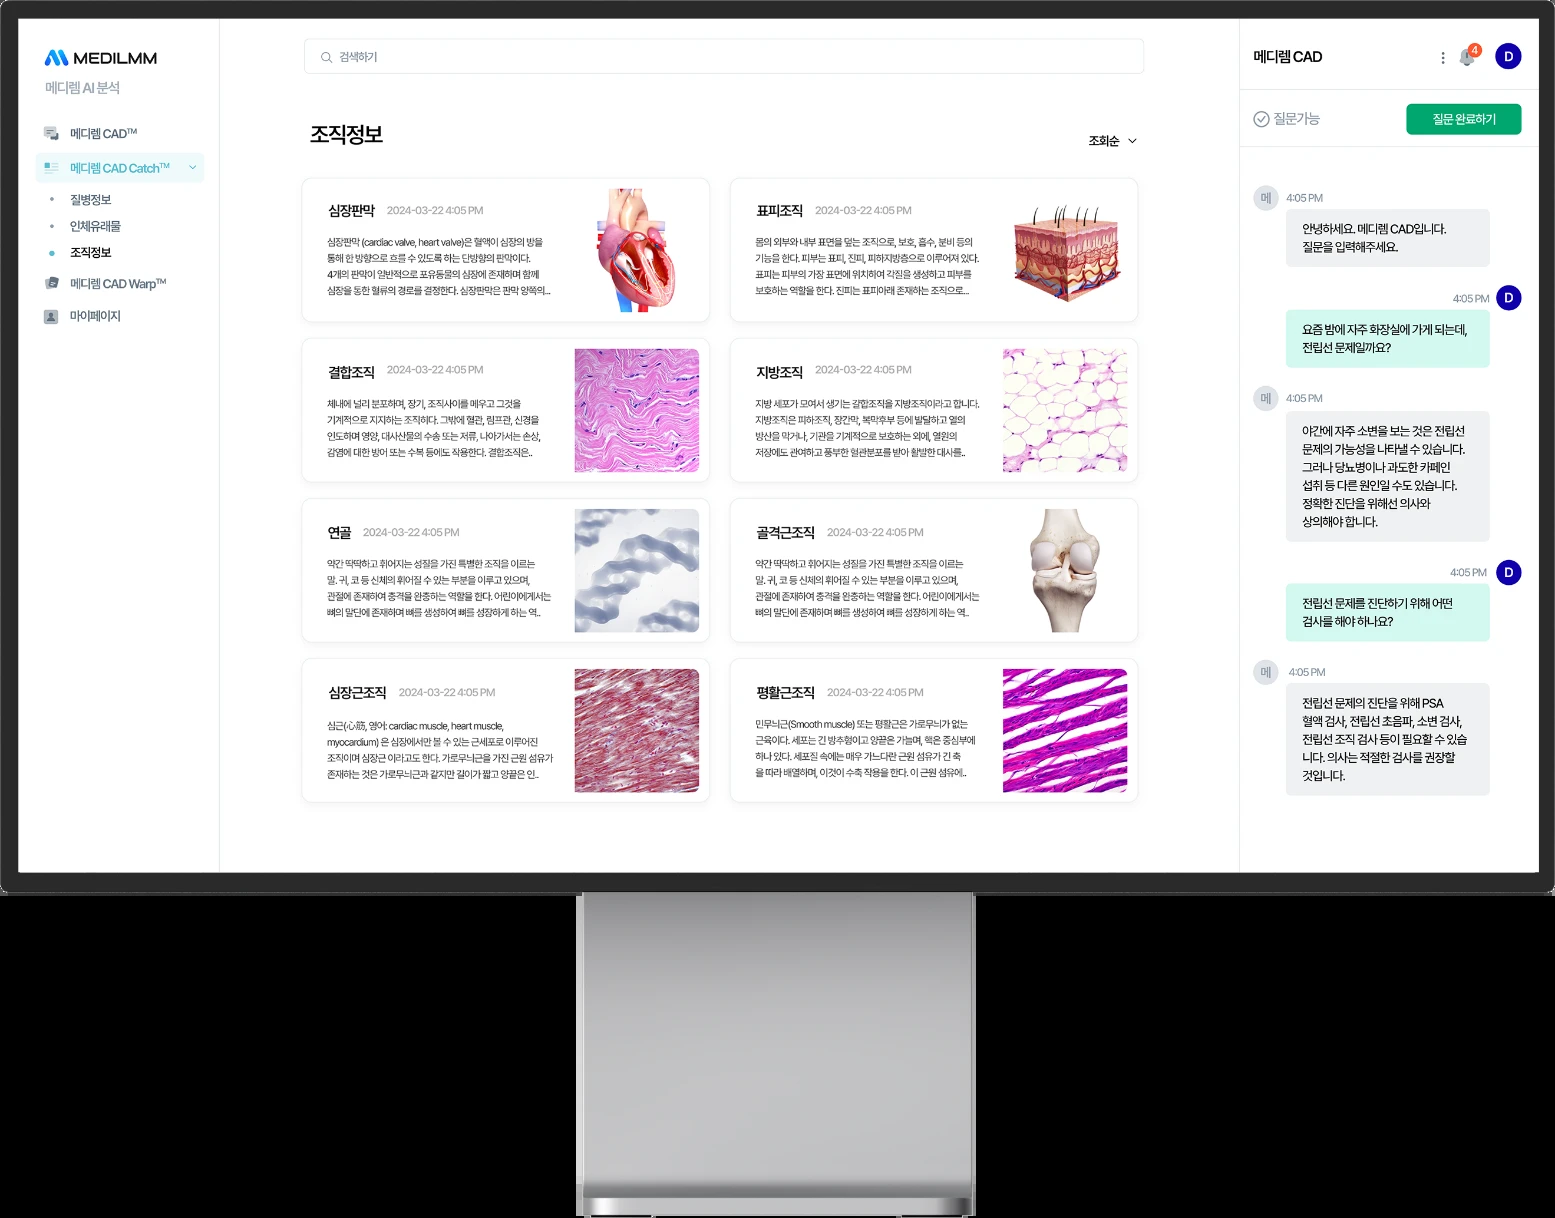 MEDILMM
메디렘 AI 분석
메디렘 CAD™
메디렘 CAD Catch™
질병정보
인체유래물
조직정보
메디렘 CAD Warp™
마이페이지
검색하기
조직정보
조회순
심장판막 2024-03-22 4:05 PM
심장판막 (cardiac valve, heart valve)은 혈액이 심장의 방을
통해 한 방향으로 흐를 수 있도록 하는 단방향의 판막이다.
4개의 판막이 일반적으로 포유동물의 심장에 존재하며 함께
심장을 통한 혈류의 경로를 결정한다. 심장판막은 판막 양쪽의...
표피조직 2024-03-22 4:05 PM
몸의 외부와 내부 표면을 덮는 조직으로, 보호, 흡수, 분비 등의
기능을 한다. 피부는 표피, 진피, 피하지방층으로 이루어져 있다.
표피는 피부의 가장 표면에 위치하여 각질을 생성하고 피부를
보호하는 역할을 한다. 진피는 표피아래 존재하는 조직으로...
결합조직 2024-03-22 4:05 PM
체내에 널리 분포하며, 장기, 조직사이를 메우고 그것을
기계적으로 지지하는 조직이다. 그밖에 혈관, 림프관, 신경을
인도하며 영양, 대사산물의 수송 또는 저류, 나아가서는 손상,
감염에 대한 방어 또는 수복 등에도 작용한다. 결합조직은..
지방조직 2024-03-22 4:05 PM
지방 세포가 모여서 생기는 결합조직을 지방조직이라고 합니다.
지방조직은 피하조직, 장간막, 복막후부 등에 발달하고 열의
방산을 막거나, 기관을 기계적으로 보호하는 외에, 열원의
저장에도 관여하고 풍부한 혈관분포를 받아 활발한 대사를..
연골 2024-03-22 4:05 PM
약간 딱딱하고 휘어지는 성질을 가진 특별한 조직을 이르는
말. 귀, 코 등 신체의 휘어질 수 있는 부분을 이루고 있으며,
관절에 존재하여 충격을 완충하는 역할을 한다. 어린이에게서는
뼈의 말단에 존재하며 뼈를 생성하여 뼈를 성장하게 하는 역..
골격근조직 2024-03-22 4:05 PM
약간 딱딱하고 휘어지는 성질을 가진 특별한 조직을 이르는
말. 귀, 코 등 신체의 휘어질 수 있는 부분을 이루고 있으며,
관절에 존재하여 충격을 완충하는 역할을 한다. 어린이에게서는
뼈의 말단에 존재하며 뼈를 생성하여 뼈를 성장하게 하는 역..
심장근조직 2024-03-22 4:05 PM
심근(心筋, 영어: cardiac muscle, heart muscle,
myocardium) 은 심장에서만 볼 수 있는 근세포로 이루어진
조직이며 심장근 이라고도 한다. 가로무늬근을 가진 근원 섬유가
존재하는 것은 가로무늬근과 같지만 길이가 짧고 양끝은 인..
평활근조직 2024-03-22 4:05 PM
민무늬근(Smooth muscle) 또는 평활근은 가로무늬가 없는
근육이다. 세포는 긴 방추형이고 양끝은 가늘며, 핵은 중심부에
하나 있다. 세포질 속에는 매우 가느다란 근원 섬유가 긴 축
을 따라 배열하며, 이것이 수축 작용을 한다. 이 근원 섬유에..
메디렘 CAD
4
D
질문가능
질문 완료하기
메 4:05 PM
안녕하세요. 메디렘 CAD입니다.
질문을 입력해주세요.
4:05 PM D
요즘 밤에 자주 화장실에 가게 되는데,
전립선 문제일까요?
메 4:05 PM
야간에 자주 소변을 보는 것은 전립선
문제의 가능성을 나타낼 수 있습니다.
그러나 당뇨병이나 과도한 카페인
섭취 등 다른 원인일 수도 있습니다.
정확한 진단을 위해선 의사와
상의해야 합니다.
4:05 PM D
전립선 문제를 진단하기 위해 어떤
검사를 해야 하나요?
메 4:05 PM
전립선 문제의 진단을 위해 PSA
혈액 검사, 전립선 초음파, 소변 검사,
전립선 조직 검사 등이 필요할 수 있습
니다. 의사는 적절한 검사를 권장할
것입니다.